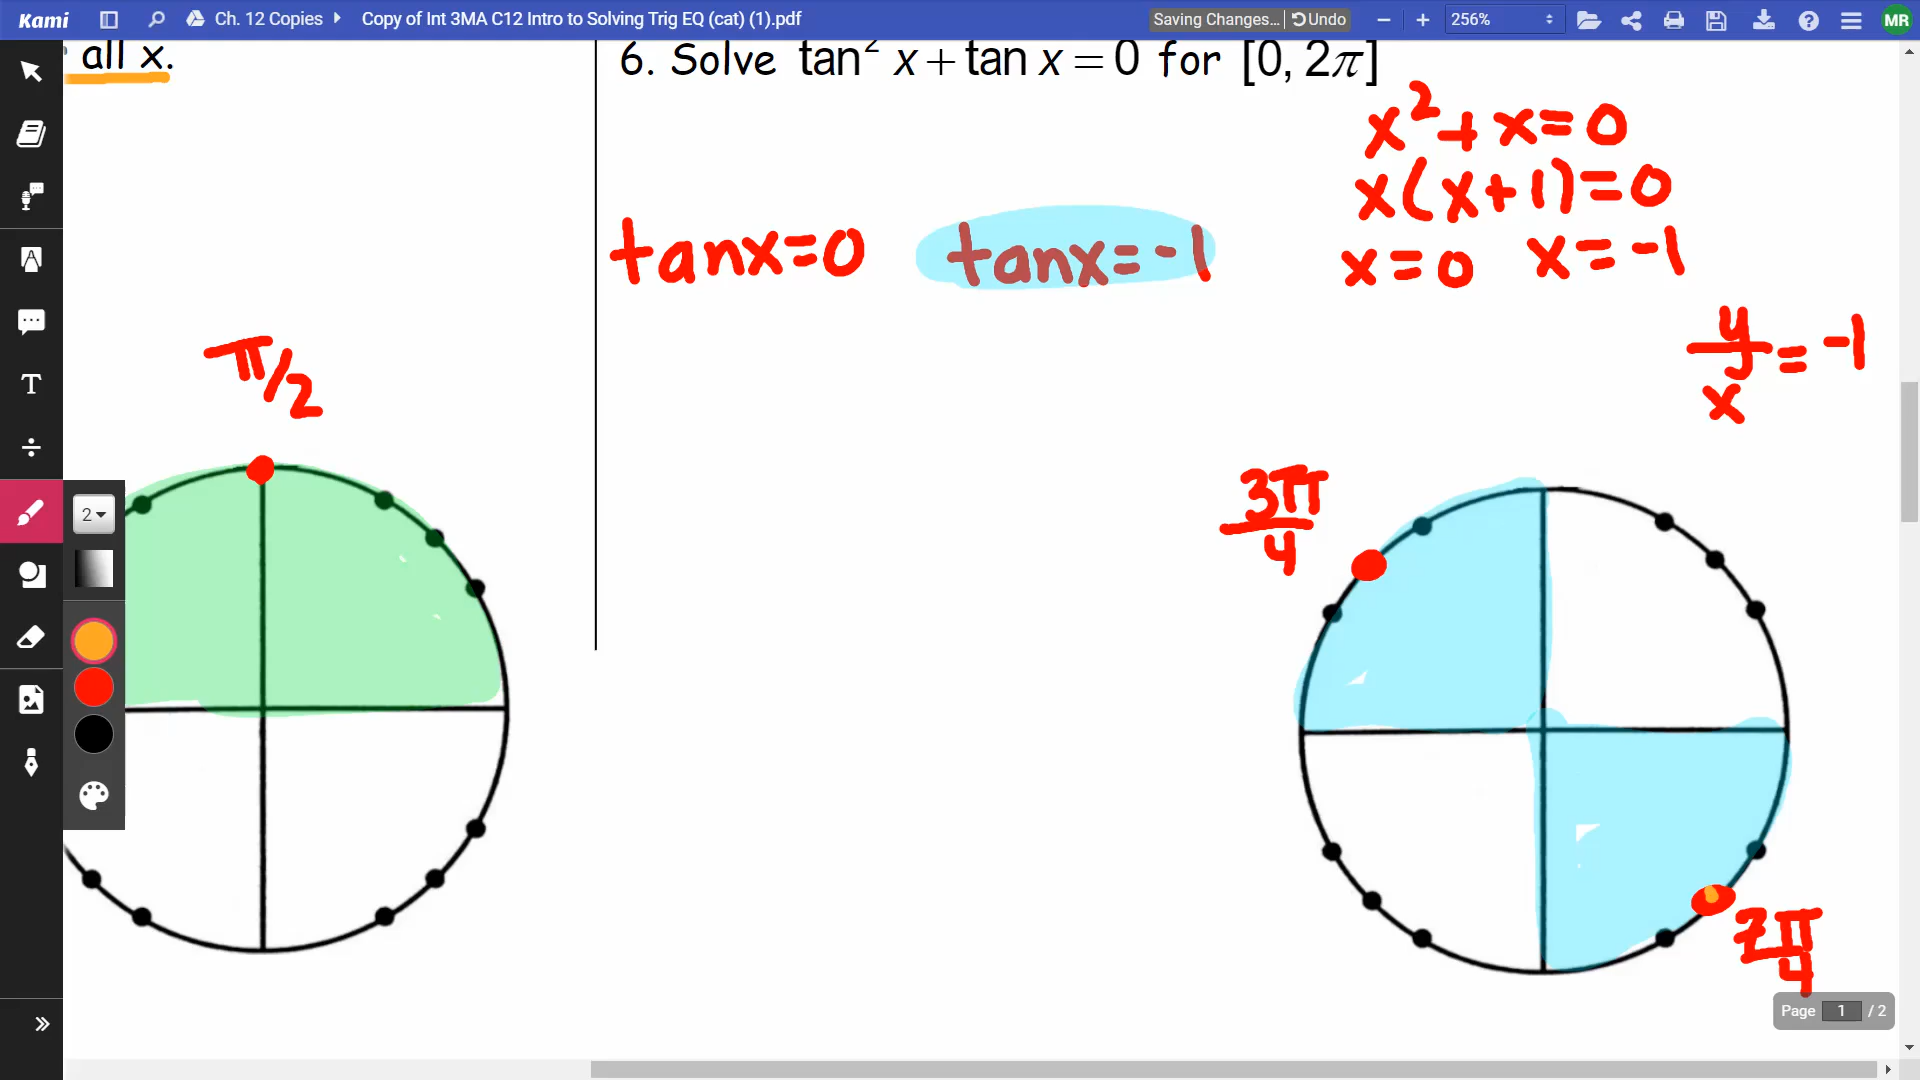 Kami Ch. 12 Copies Copy of Int 3MA C12 Intro to Solving Trig EQ (cat) (1).pdf Saving Changes... Undo 256% MR
all x.
6. Solve tan² x + tan x = 0 for [0, 2π]
x² + x = 0
x(x+1) = 0
x = 0 x = -1
tanx=0 tanx=-1
y/x = -1
π/2
3π/4
7π/4
2
T
Page 1 / 2